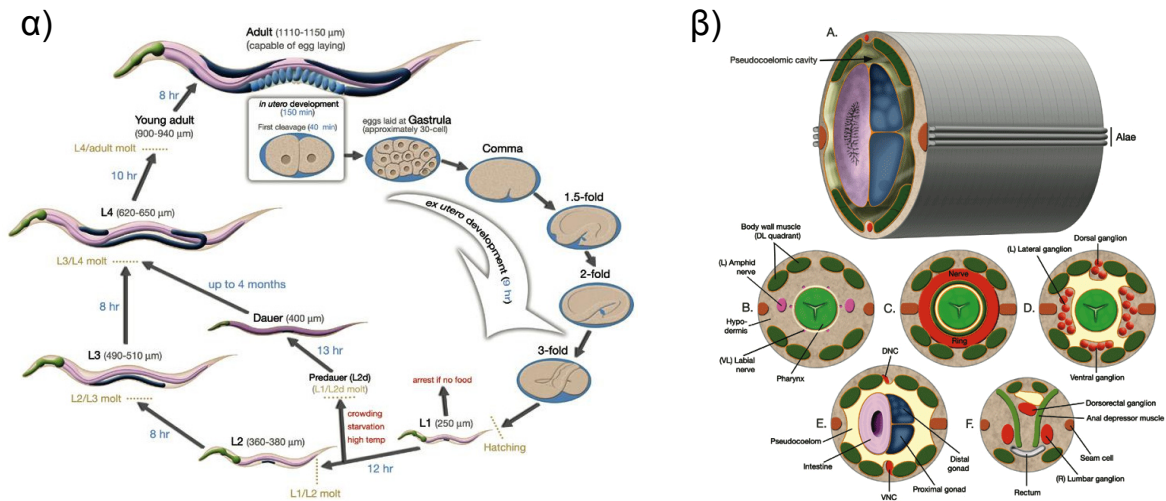 α)
Adult (1110-1150 μm)
(capable of egg laying)
8 hr
Young adult
(900-940 μm)
L4/adult molt
10 hr
L4 (620-650 μm)
L3/L4 molt
8 hr
up to 4 months
Dauer (400 μm)
13 hr
L3 (490-510 μm)
L2/L3 molt
8 hr
Predauer (L2d)
(L1/L2d molt)
crowding
starvation
high temp
L2 (360-380 μm)
L1/L2 molt
12 hr
arrest if no food
L1
(250 μm)
Hatching
in utero development
(150 min)
First cleavage (40 min)
eggs laid at Gastrula
(approximately 30-cell)
Comma
1.5-fold
2-fold
3-fold
ex utero development (9 hr)
β)
A.
Pseudocoelomic cavity
Alae
Body wall muscle
(DL quadrant)
(L) Amphid
nerve
B.
Hypo-
dermis
(VL) Labial
nerve
Pharynx
C.
Nerve
Ring
(L) Lateral ganglion
Dorsal ganglion
D.
Ventral ganglion
DNC
E.
Pseudocoelom
Intestine
VNC
Proximal gonad
Distal
gonad
Dorsorectal ganglion
Anal depressor muscle
F.
Seam cell
(R) Lumbar ganglion
Rectum